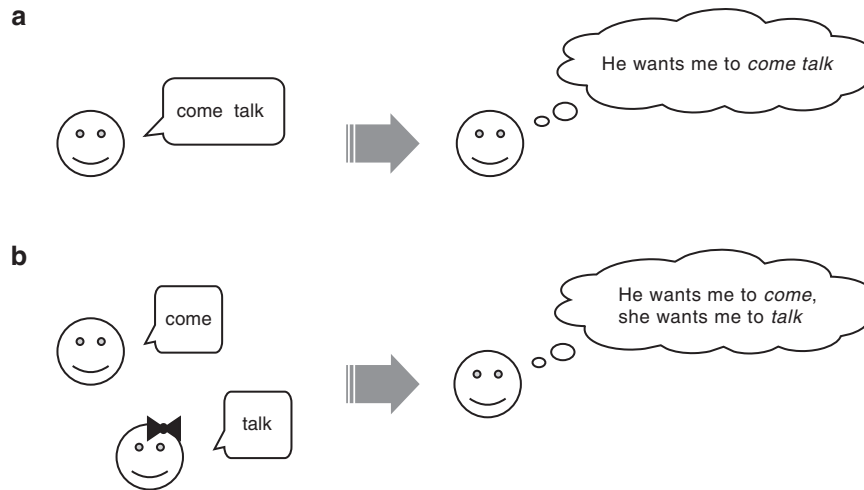 a
come talk
He wants me to come talk
b
come
talk
He wants me to come,
she wants me to talk